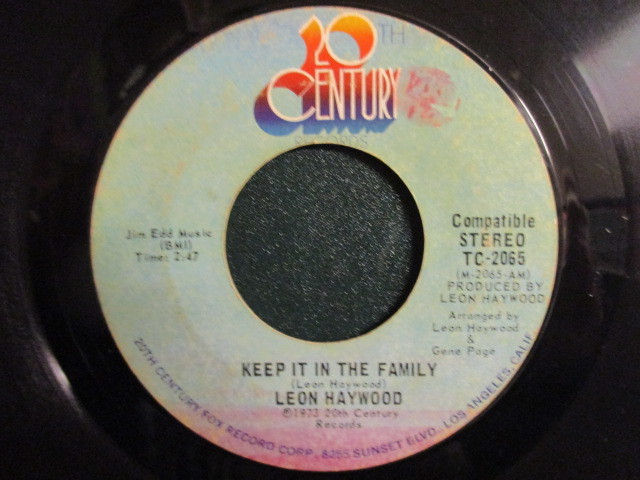 20TH
CENTURY
RECORDS
Jim Edd Music
(BMI)
Time: 2:47
Compatible
STEREO
TC-2065
(M-2065-AM)
PRODUCED BY
LEON HAYWOOD
Arranged by
Leon Haywood
&
Gene Page
KEEP IT IN THE FAMILY
(Leon Haywood)
LEON HAYWOOD
©1973 20th Century
Records
20TH CENTURY FOX RECORD CORP., 8255 SUNSET BLVD., LOS ANGELES, CALIF.